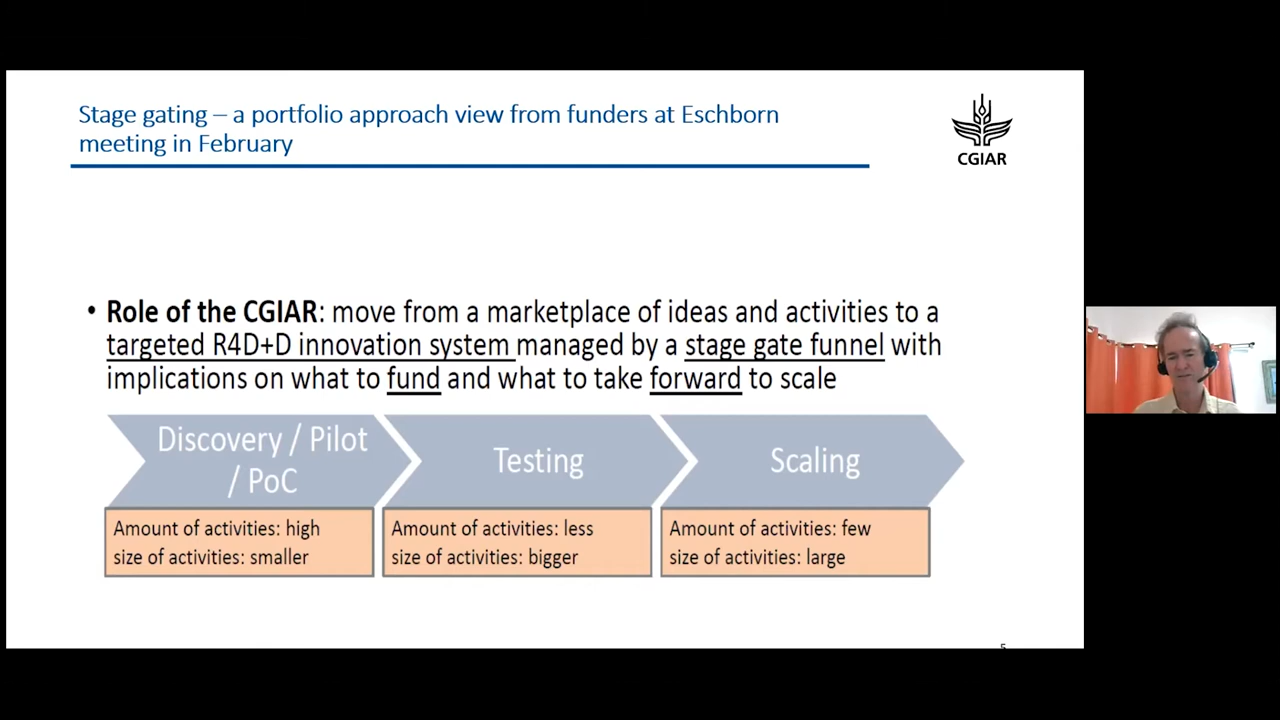 Stage gating – a portfolio approach view from funders at Eschborn
meeting in February
CGIAR
• Role of the CGIAR: move from a marketplace of ideas and activities to a
targeted R4D+D innovation system managed by a stage gate funnel with
implications on what to fund and what to take forward to scale
Discovery / Pilot
/ PoC
Testing
Scaling
Amount of activities: high
size of activities: smaller
Amount of activities: less
size of activities: bigger
Amount of activities: few
size of activities: large